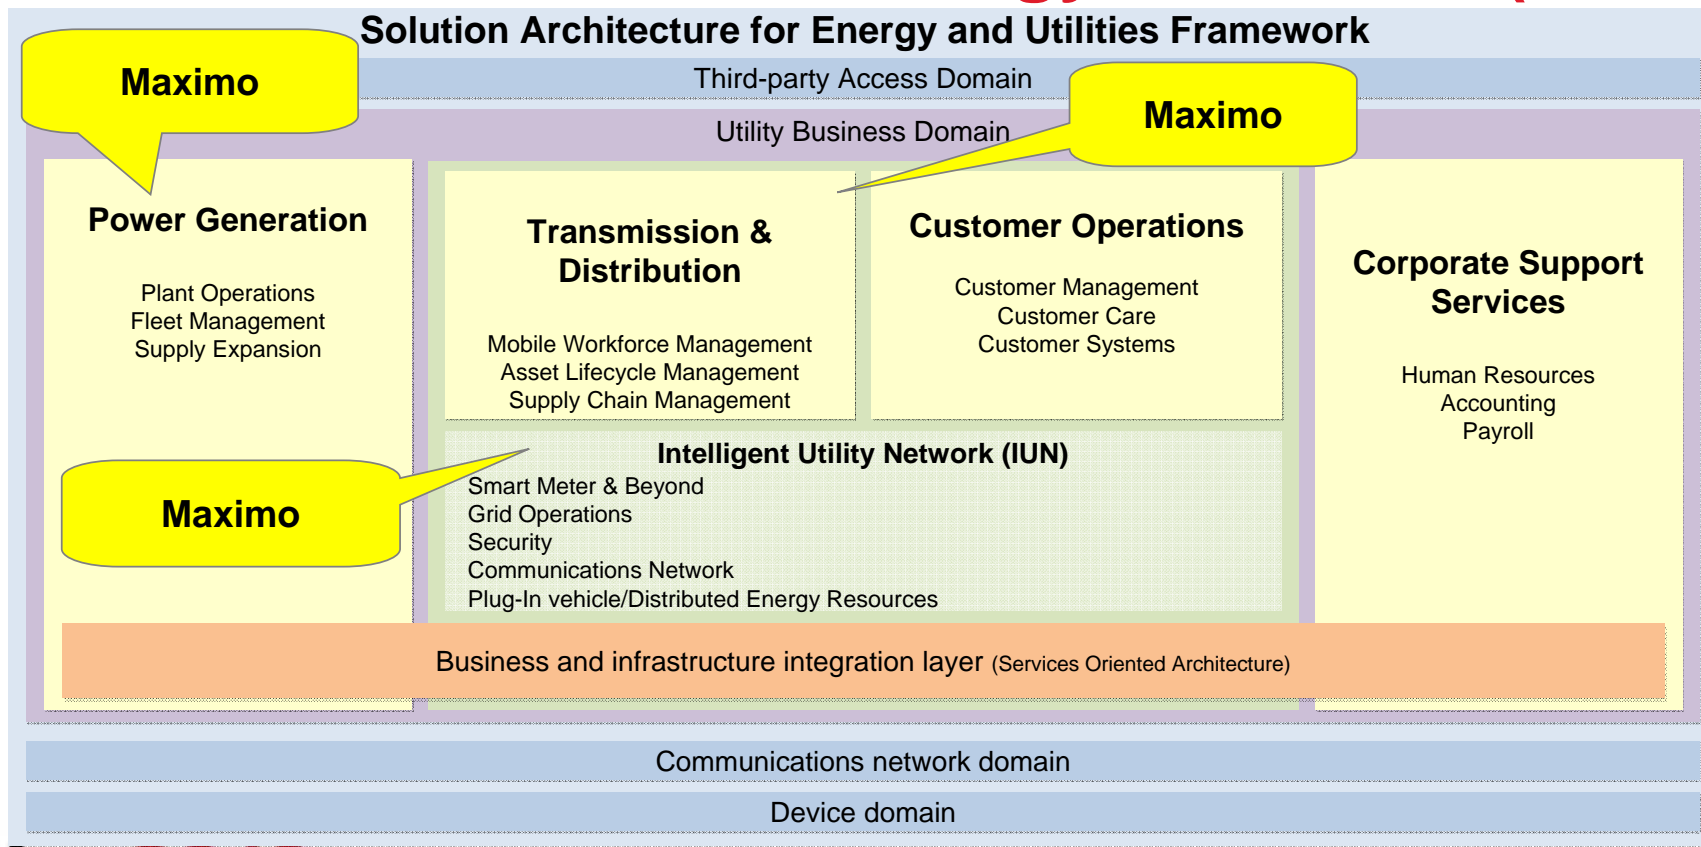 Solution Architecture for Energy and Utilities Framework
Maximo
Third-party Access Domain
Maximo
Utility Business Domain
Power Generation
Plant Operations
Fleet Management
Supply Expansion
Transmission &
Distribution
Mobile Workforce Management
Asset Lifecycle Management
Supply Chain Management
Customer Operations
Customer Management
Customer Care
Customer Systems
Corporate Support
Services
Human Resources
Accounting
Payroll
Maximo
Intelligent Utility Network (IUN)
Smart Meter & Beyond
Grid Operations
Security
Communications Network
Plug-In vehicle/Distributed Energy Resources
Business and infrastructure integration layer (Services Oriented Architecture)
Communications network domain
Device domain